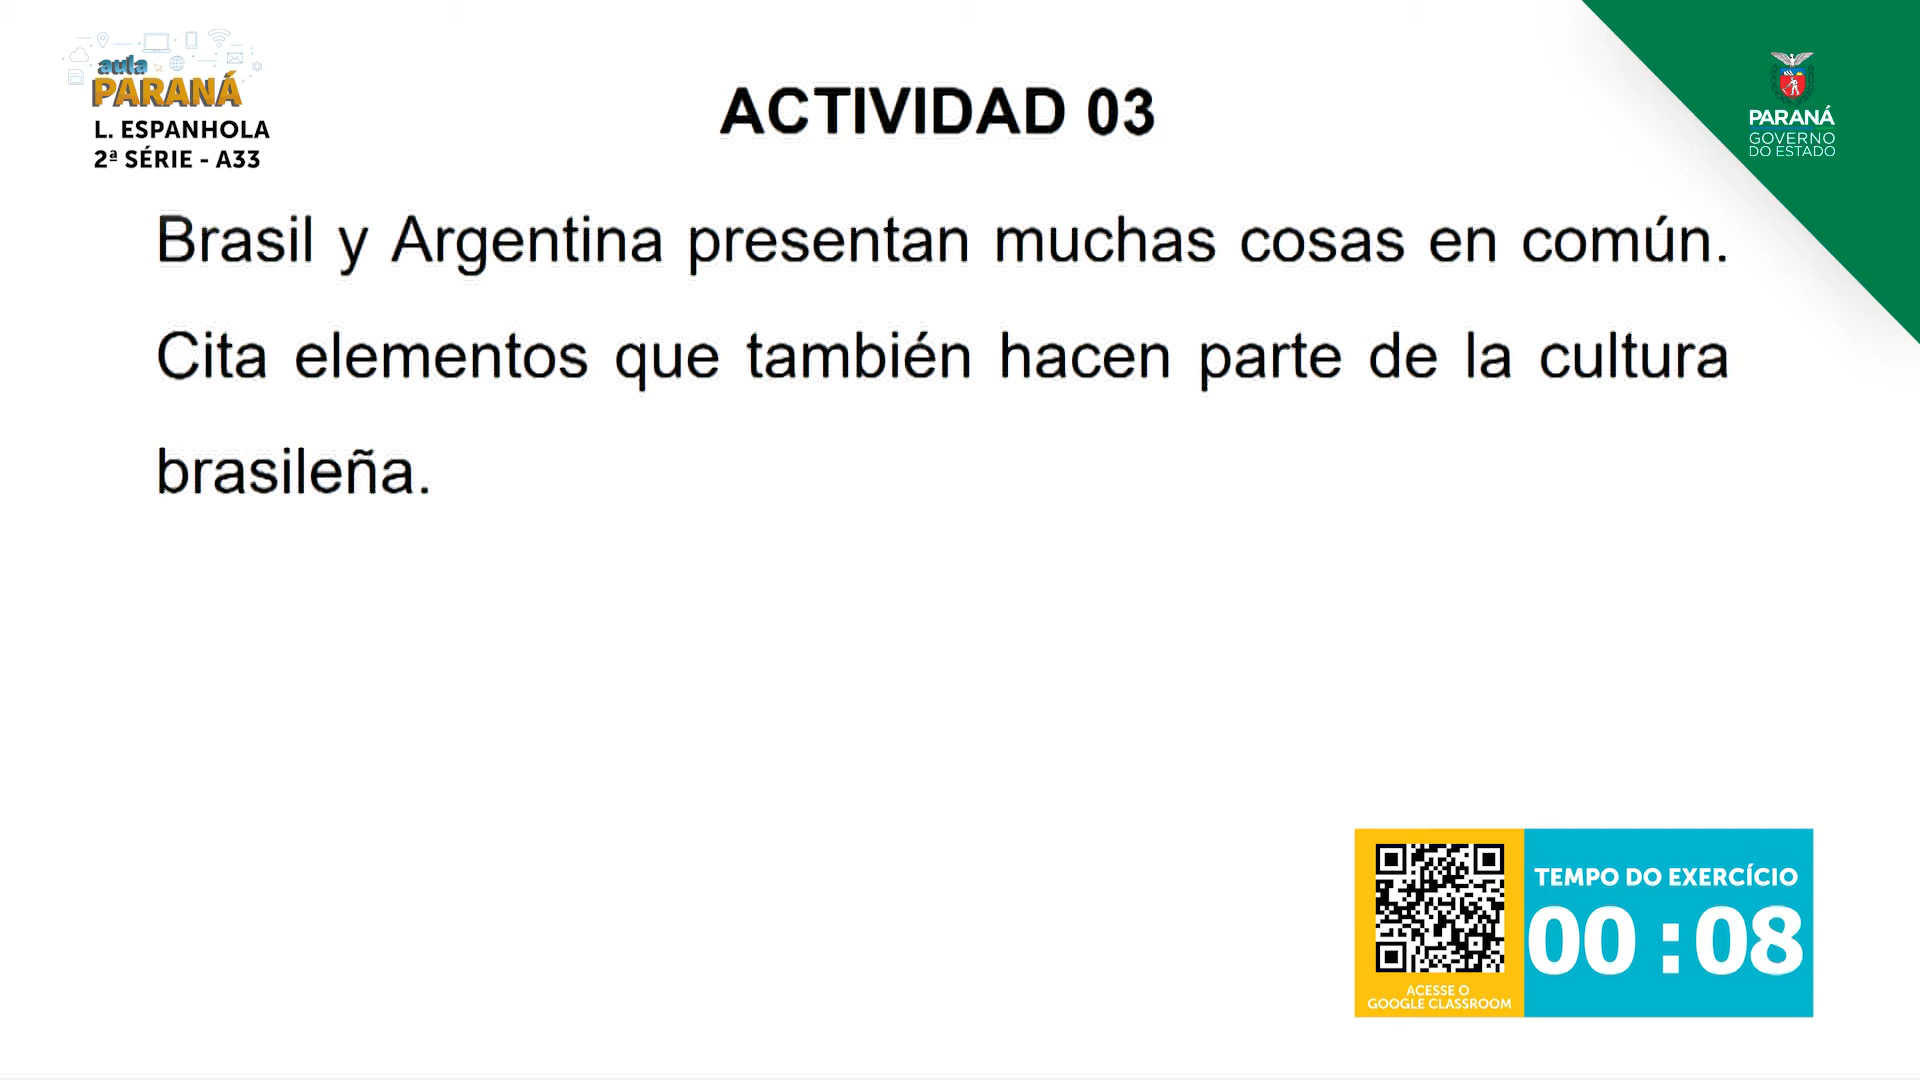 aula
PARANÁ
L. ESPANHOLA
2ª SÉRIE - A33
ACTIVIDAD 03
PARANÁ
GOVERNO
DO ESTADO
Brasil y Argentina presentan muchas cosas en común.
Cita elementos que también hacen parte de la cultura
brasileña.
TEMPO DO EXERCÍCIO
00 : 08
ACESSE O
GOOGLE CLASSROOM